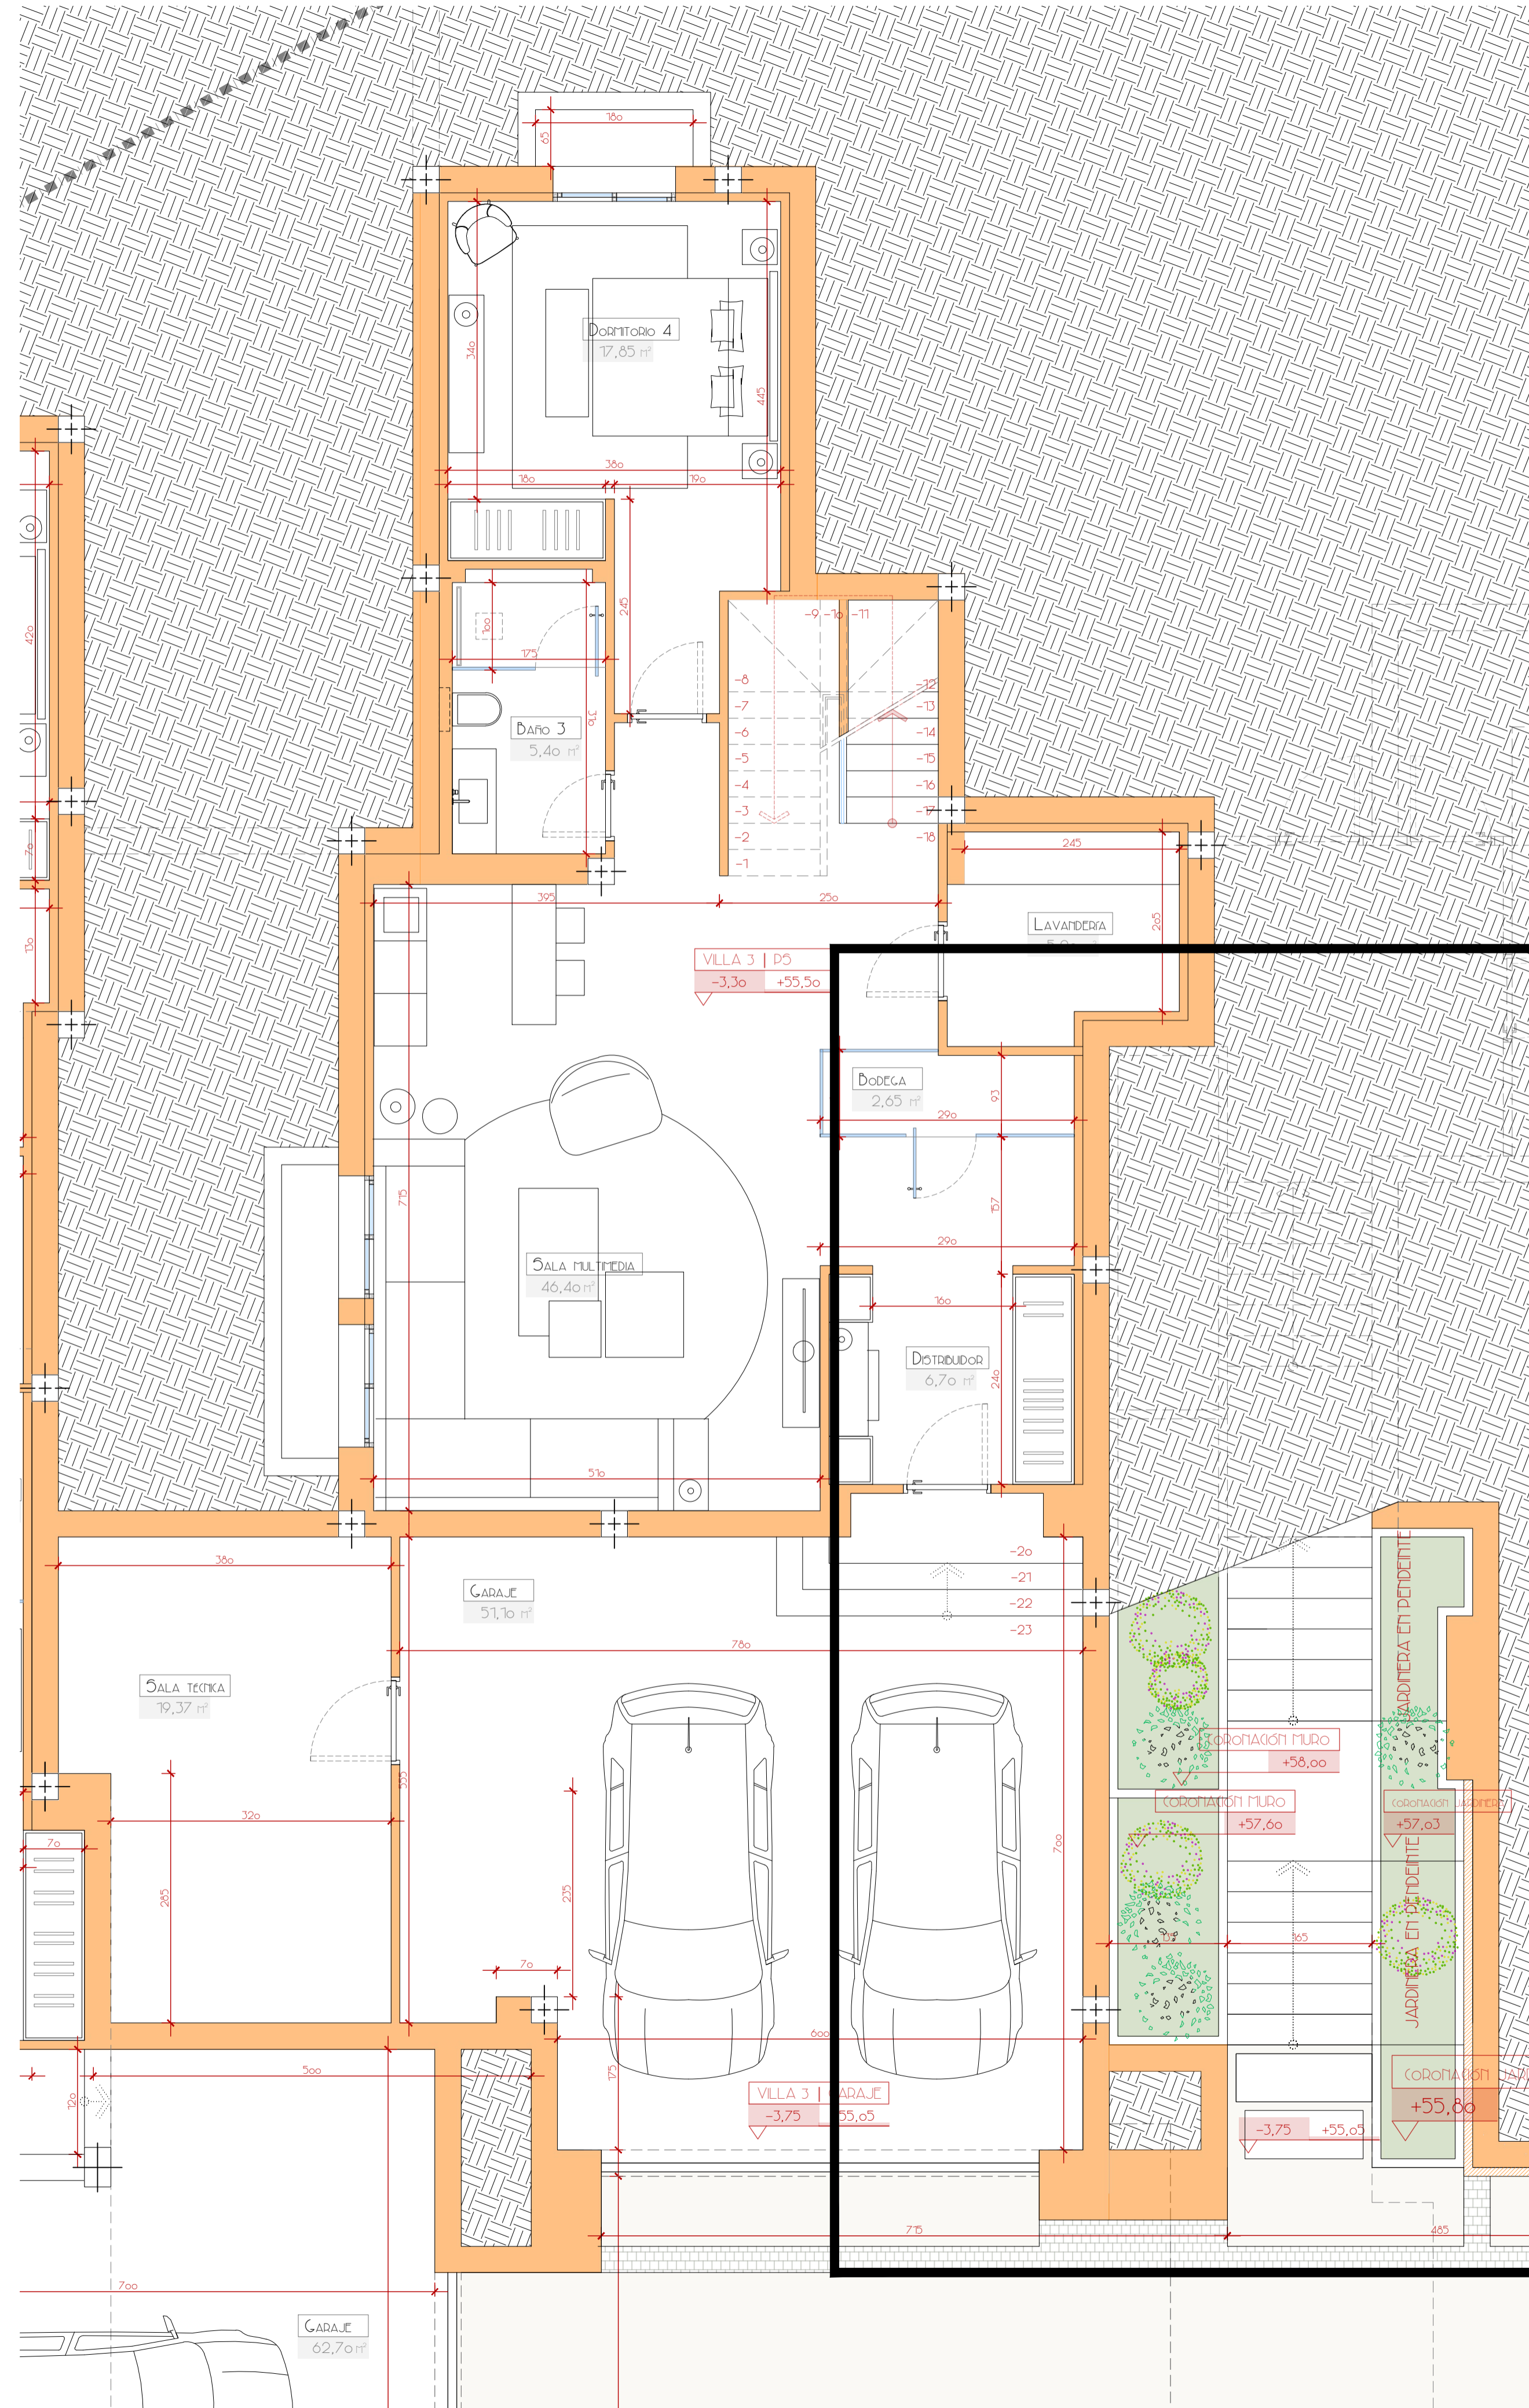 180
65
DORMITORIO 4
17,85 m²
340
445
380
180
190
420
245
100
175
BAÑO 3
5,40 m²
310
-9 -10 -11
-8
-7
-6
-5
-4
-3
-2
-1
-12
-13
-14
-15
-16
-17
-18
70
130
245
395
250
205
LAVANDERÍA
VILLA 3 | P5
-3,30 +55,50
BODEGA
2,65 m²
93
290
715
157
290
SALA MULTIMEDIA
46,40 m²
160
DISTRIBUIDOR
6,70 m²
240
510
380
GARAJE
51,10 m²
-20
-21
-22
-23
780
SALA TECNICA
19,37 m²
555
320
285
70
235
70
700
JARDINERA EN PENDEINTE
CORONACIÓN MURO
+58,00
CORONACIÓN MURO
+57,60
CORONACIÓN JARDINERA
+57,03
JARDINERA EN PENDEINTE
165
600
175
500
120
VILLA 3 | GARAJE
-3,75 +55,05
CORONACIÓN
+55,80
-3,75 +55,05
715
485
700
GARAJE
62,70 m²